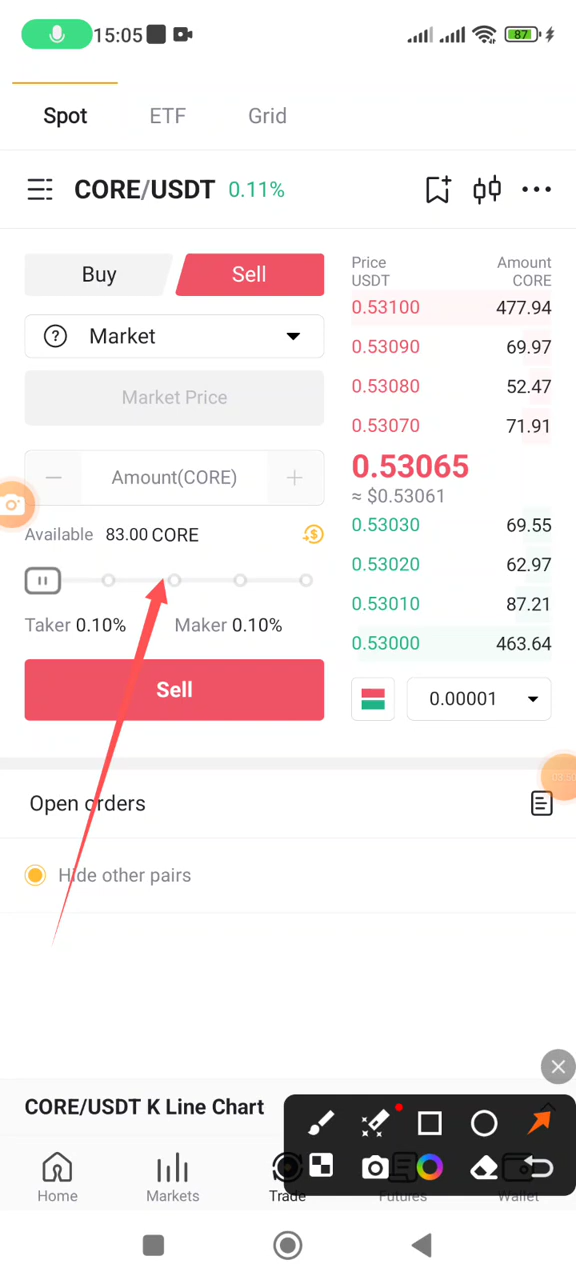 15:05
87
Spot ETF Grid
CORE/USDT 0.11%
Buy Sell
Market
Market Price
Amount(CORE)
Available 83.00 CORE
Taker 0.10% Maker 0.10%
Sell
Price Amount
USDT CORE
0.53100 477.94
0.53090 69.97
0.53080 52.47
0.53070 71.91
0.53065
≈ $0.53061
0.53030 69.55
0.53020 62.97
0.53010 87.21
0.53000 463.64
0.00001
Open orders
Hide other pairs
CORE/USDT K Line Chart
Home Markets Trade Futures Wallet